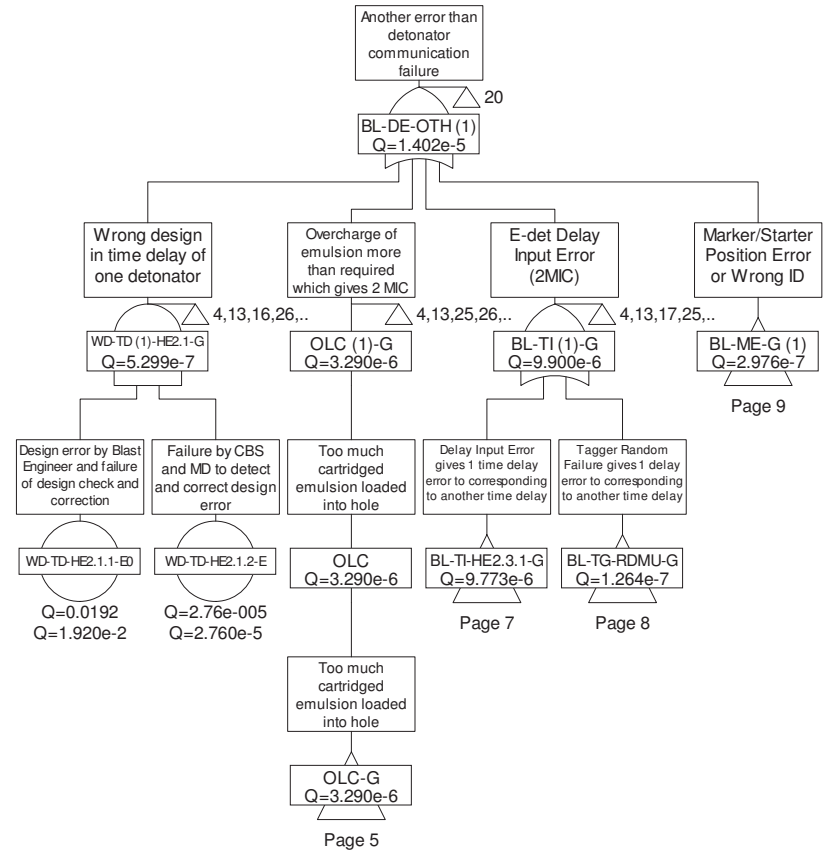 Another error than
detonator
communication
failure
20
BL-DE-OTH (1)
Q=1.402e-5
Wrong design
in time delay of
one detonator
4,13,16,26,..
WD-TD (1)-HE2.1-G
Q=5.299e-7
Overcharge of
emulsion more
than required
which gives 2 MIC
4,13,25,26,..
OLC (1)-G
Q=3.290e-6
E-det Delay
Input Error
(2MIC)
4,13,17,25,..
BL-TI (1)-G
Q=9.900e-6
Marker/Starter
Position Error
or Wrong ID
BL-ME-G (1)
Q=2.976e-7
Page 9
Design error by Blast
Engineer and failure
of design check and
correction
WD-TD-HE2.1.1-E0
Q=0.0192
Q=1.920e-2
Failure by CBS
and MD to detect
and correct design
error
WD-TD-HE2.1.2-E
Q=2.76e-005
Q=2.760e-5
Too much
cartridged
emulsion loaded
into hole
OLC
Q=3.290e-6
Delay Input Error
gives 1 time delay
error to corresponding
to another time delay
BL-TI-HE2.3.1-G
Q=9.773e-6
Page 7
Tagger Random
Failure gives 1 delay
error to corresponding
to another time delay
BL-TG-RDMU-G
Q=1.264e-7
Page 8
Too much
cartridged
emulsion loaded
into hole
OLC-G
Q=3.290e-6
Page 5